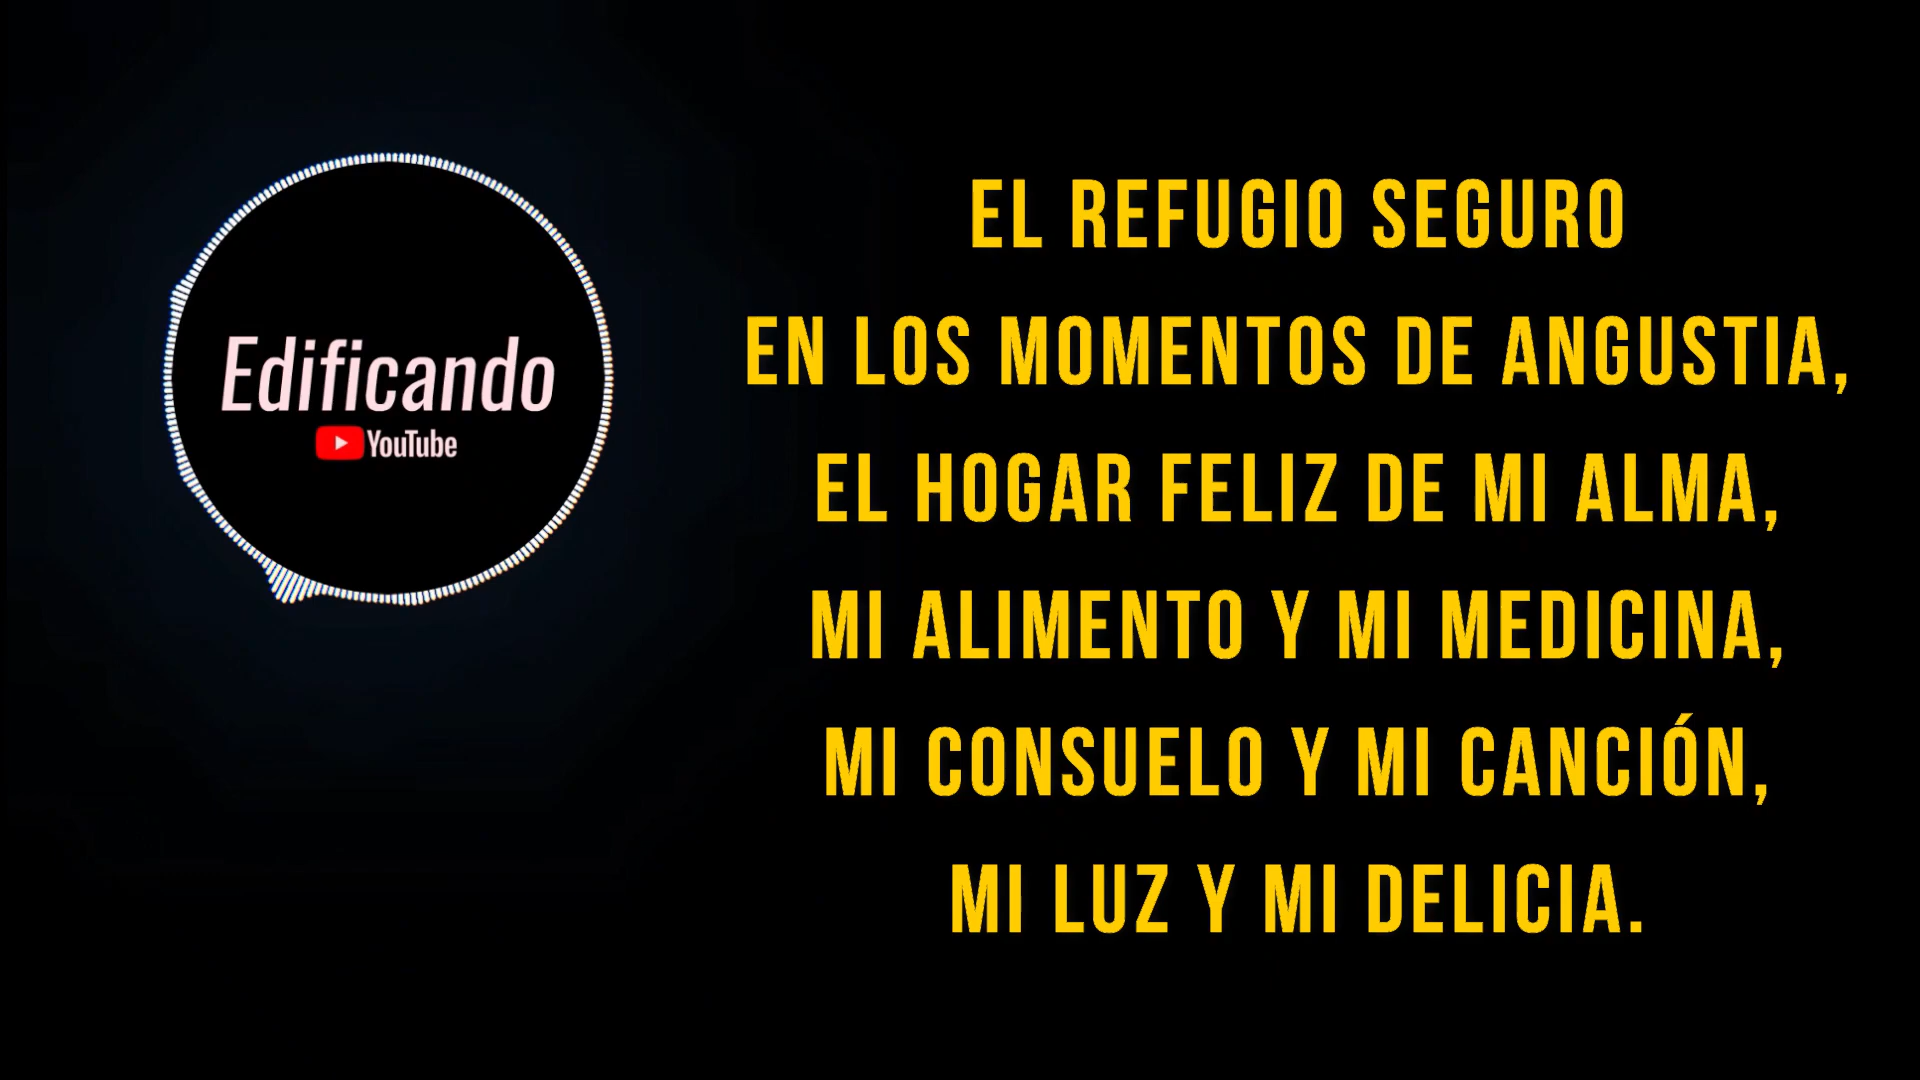 Edificando
YouTube
EL REFUGIO SEGURO
EN LOS MOMENTOS DE ANGUSTIA,
EL HOGAR FELIZ DE MI ALMA,
MI ALIMENTO Y MI MEDICINA,
MI CONSUELO Y MI CANCIÓN,
MI LUZ Y MI DELICIA.